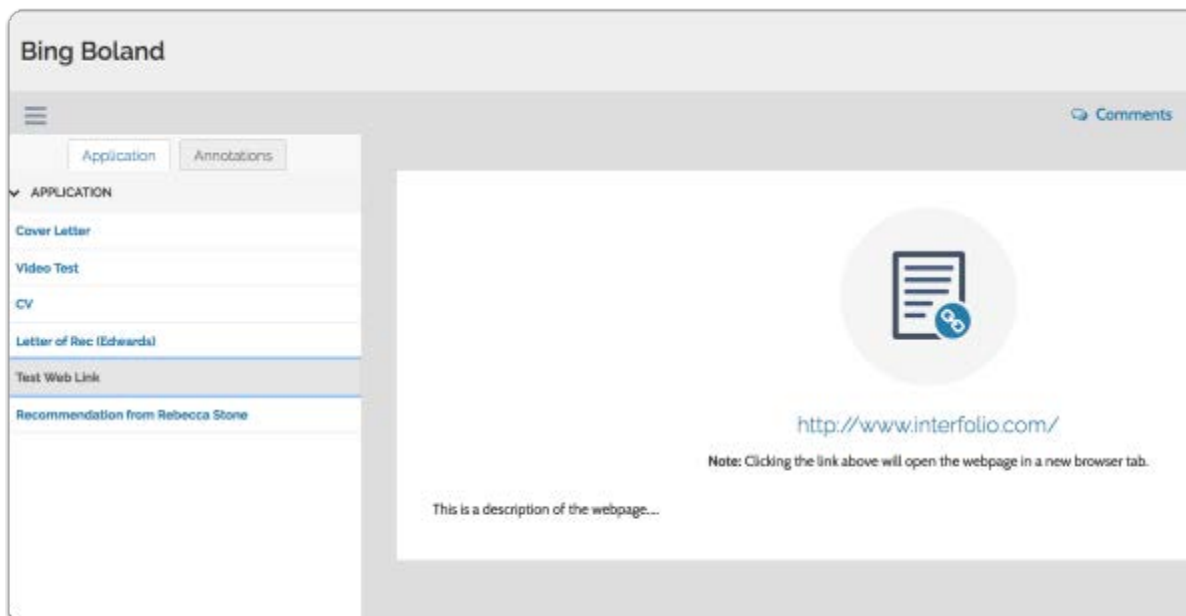 Bing Boland
Comments
Application
Annotations
APPLICATION
Cover Letter
Video Test
CV
Letter of Rec (Edwards)
Test Web Link
Recommendation from Rebecca Stone
http://www.interfolio.com/
Note: Clicking the link above will open the webpage in a new browser tab.
This is a description of the webpage....